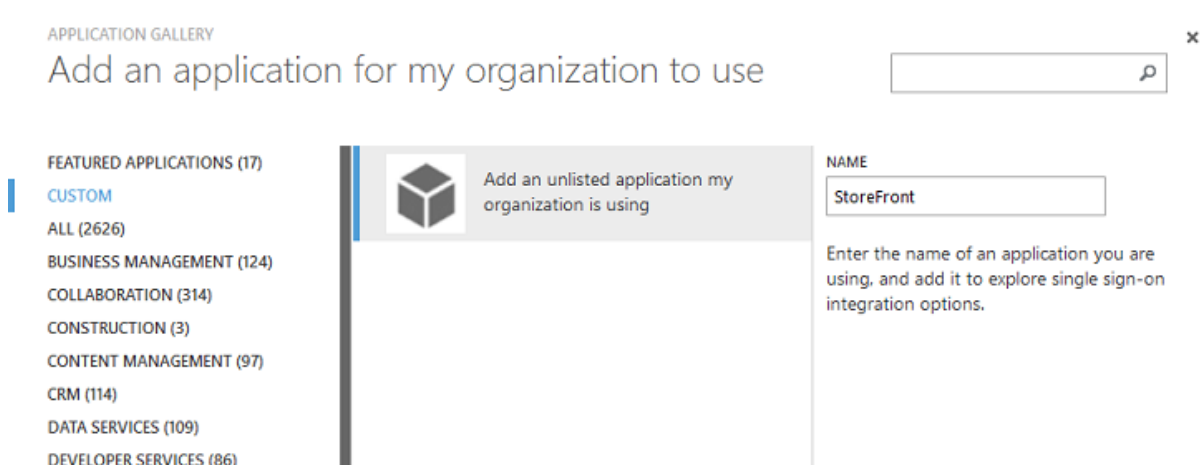 APPLICATION GALLERY
Add an application for my organization to use
FEATURED APPLICATIONS (17)
CUSTOM
ALL (2626)
BUSINESS MANAGEMENT (124)
COLLABORATION (314)
CONSTRUCTION (3)
CONTENT MANAGEMENT (97)
CRM (114)
DATA SERVICES (109)
DEVELOPER SERVICES (86)
Add an unlisted application my
organization is using
NAME
StoreFront
Enter the name of an application you are
using, and add it to explore single sign-on
integration options.